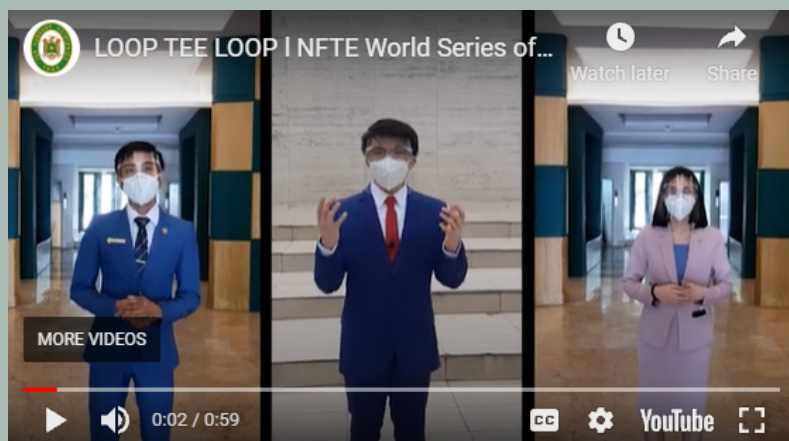 LOOP TEE LOOP l NFTE World Series of...
Watch later
Share
MORE VIDEOS
0:02 / 0:59
CC
YouTube